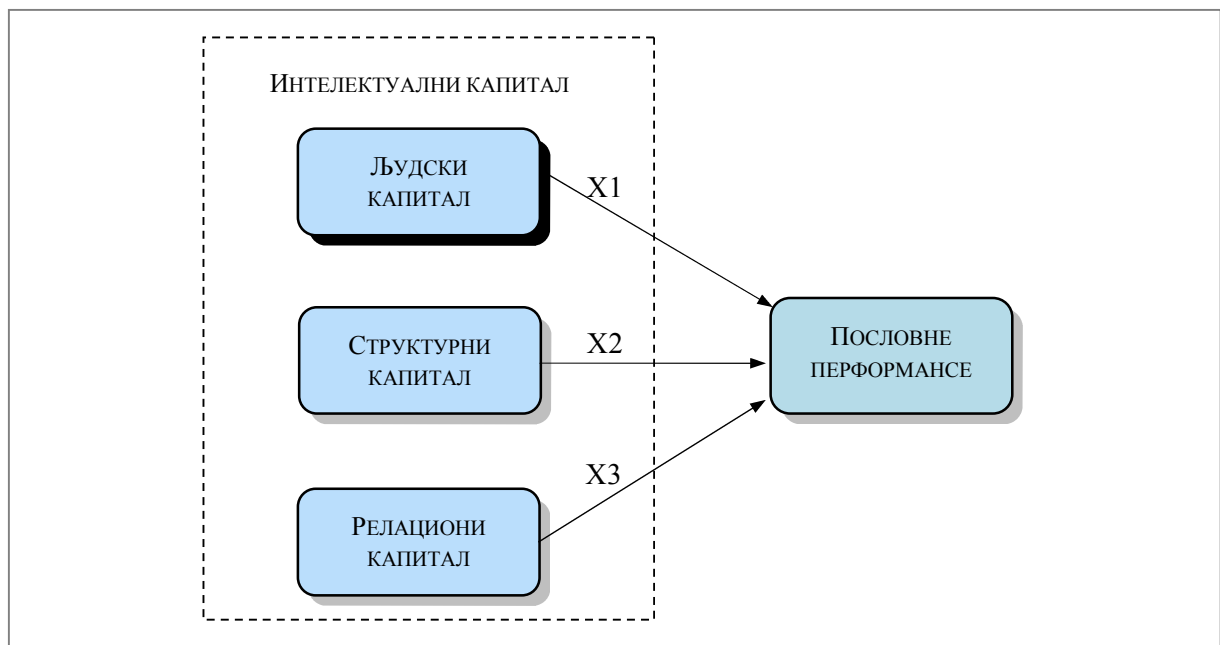 Интелектуални капитал
Људски
капитал
X1
Структурни
капитал
X2
Пословне
перформансе
X3
Релациони
капитал